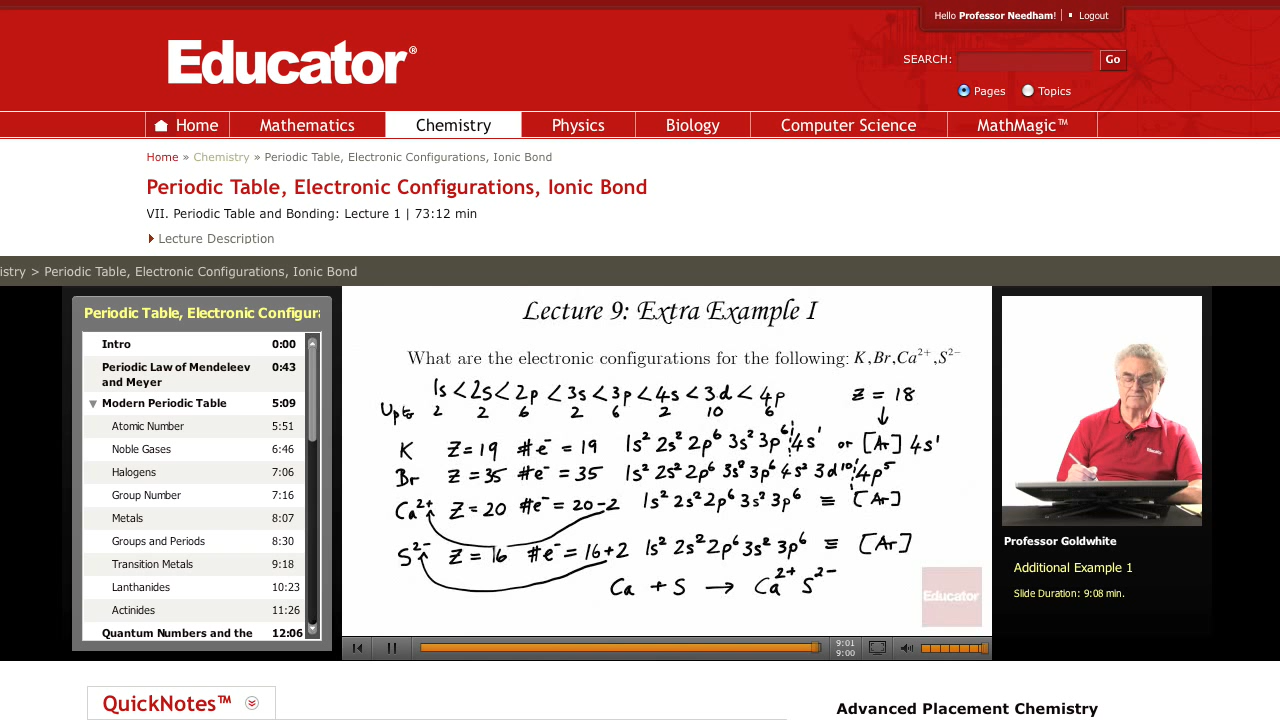 Hello Professor Needham! Logout
Educator®
SEARCH: Go
Pages Topics
Home Mathematics Chemistry Physics Biology Computer Science MathMagic™
Home » Chemistry » Periodic Table, Electronic Configurations, Ionic Bond
Periodic Table, Electronic Configurations, Ionic Bond
VII. Periodic Table and Bonding: Lecture 1 | 73:12 min
Lecture Description
istry > Periodic Table, Electronic Configurations, Ionic Bond
Periodic Table, Electronic Configura
Intro 0:00
Periodic Law of Mendeleev 0:43
and Meyer
Modern Periodic Table 5:09
Atomic Number 5:51
Noble Gases 6:46
Halogens 7:06
Group Number 7:16
Metals 8:07
Groups and Periods 8:30
Transition Metals 9:18
Lanthanides 10:23
Actinides 11:26
Quantum Numbers and the 12:06
Lecture 9: Extra Example I
What are the electronic configurations for the following: K,Br,Ca²⁺,S²⁻
1s < 2s < 2p < 3s < 3p < 4s < 3d < 4p Z = 18
Up to 2 2 6 2 6 2 10 6
K Z = 19 #e⁻ = 19 1s² 2s² 2p⁶ 3s² 3p⁶ 4s¹ or [Ar] 4s¹
Br Z = 35 #e⁻ = 35 1s² 2s² 2p⁶ 3s² 3p⁶ 4s² 3d¹⁰ 4p⁵
Ca²⁺ Z = 20 #e⁻ = 20-2 1s² 2s² 2p⁶ 3s² 3p⁶ ≡ [Ar]
S²⁻ Z = 16 #e⁻ = 16+2 1s² 2s² 2p⁶ 3s² 3p⁶ ≡ [Ar]
Ca + S → Ca²⁺ S²⁻
Educator
9:01
9:00
Educator
Professor Goldwhite
Additional Example 1
Slide Duration: 9:08 min.
QuickNotes™
Advanced Placement Chemistry